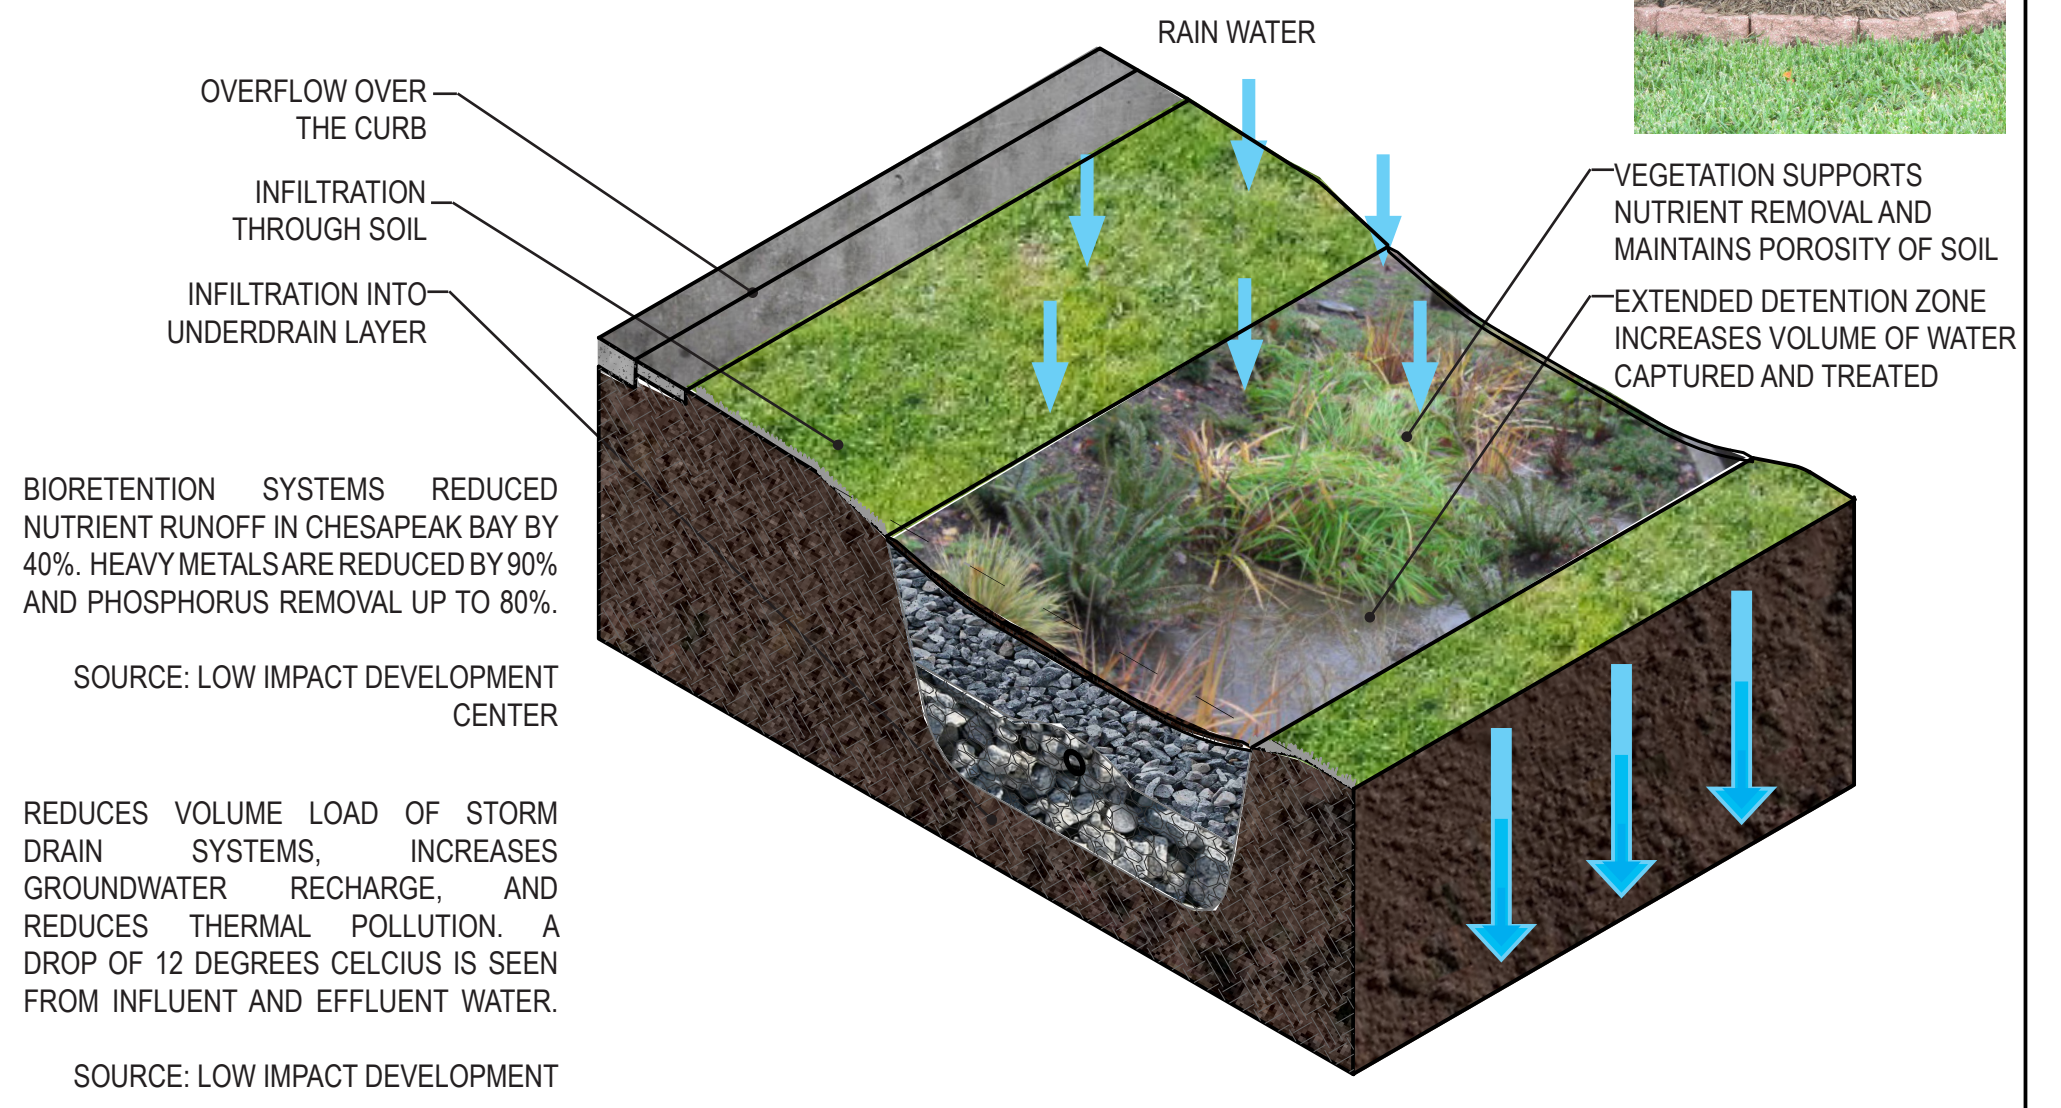 RAIN WATER
OVERFLOW OVER
THE CURB
INFILTRATION
THROUGH SOIL
INFILTRATION INTO
UNDERDRAIN LAYER
VEGETATION SUPPORTS
NUTRIENT REMOVAL AND
MAINTAINS POROSITY OF SOIL
EXTENDED DETENTION ZONE
INCREASES VOLUME OF WATER
CAPTURED AND TREATED
BIORETENTION SYSTEMS REDUCED
NUTRIENT RUNOFF IN CHESAPEAK BAY BY
40%. HEAVY METALS ARE REDUCED BY 90%
AND PHOSPHORUS REMOVAL UP TO 80%.
SOURCE: LOW IMPACT DEVELOPMENT
CENTER
REDUCES VOLUME LOAD OF STORM
DRAIN SYSTEMS, INCREASES
GROUNDWATER RECHARGE, AND
REDUCES THERMAL POLLUTION. A
DROP OF 12 DEGREES CELCIUS IS SEEN
FROM INFLUENT AND EFFLUENT WATER.
SOURCE: LOW IMPACT DEVELOPMENT